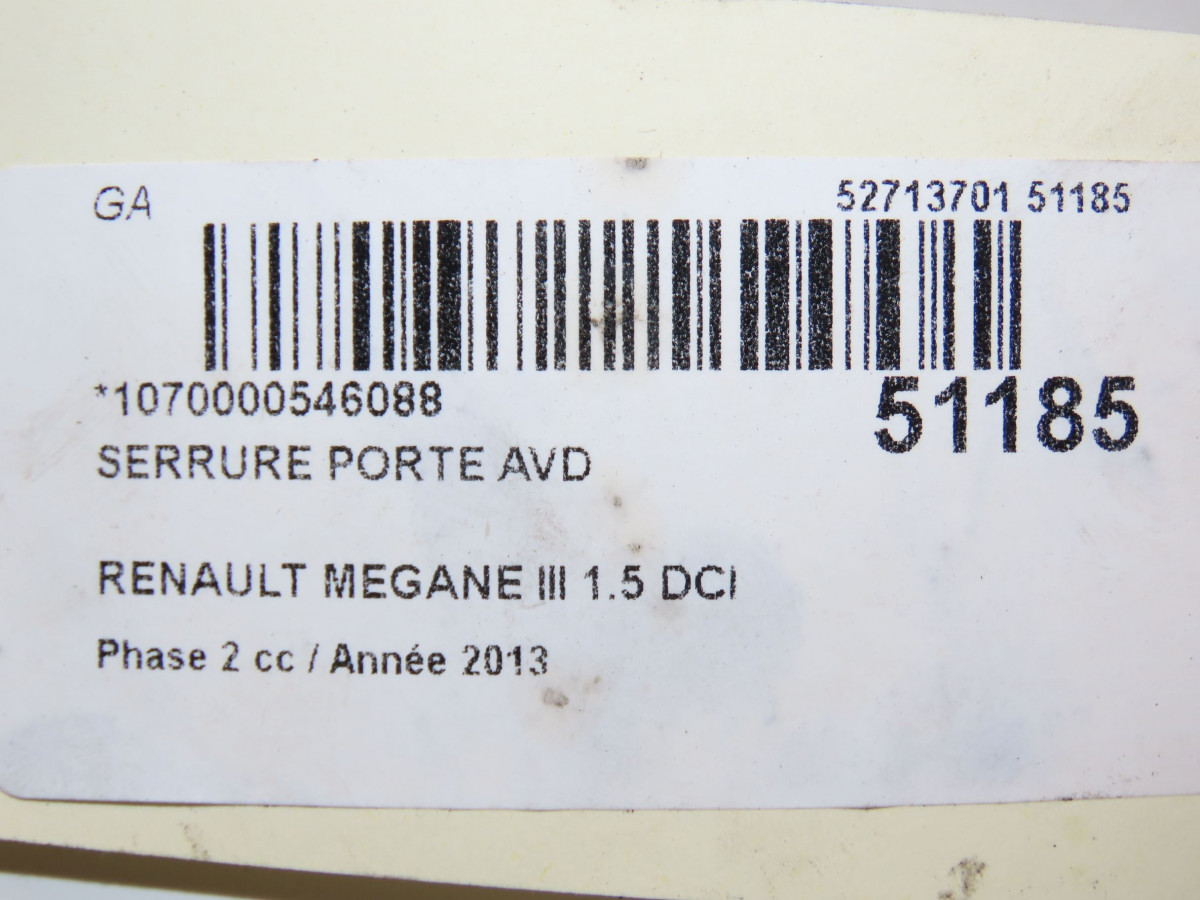 GA
52713701 51185
*1070000546088
51185
SERRURE PORTE AVD
RENAULT MEGANE III 1.5 DCI
Phase 2 cc / Année 2013